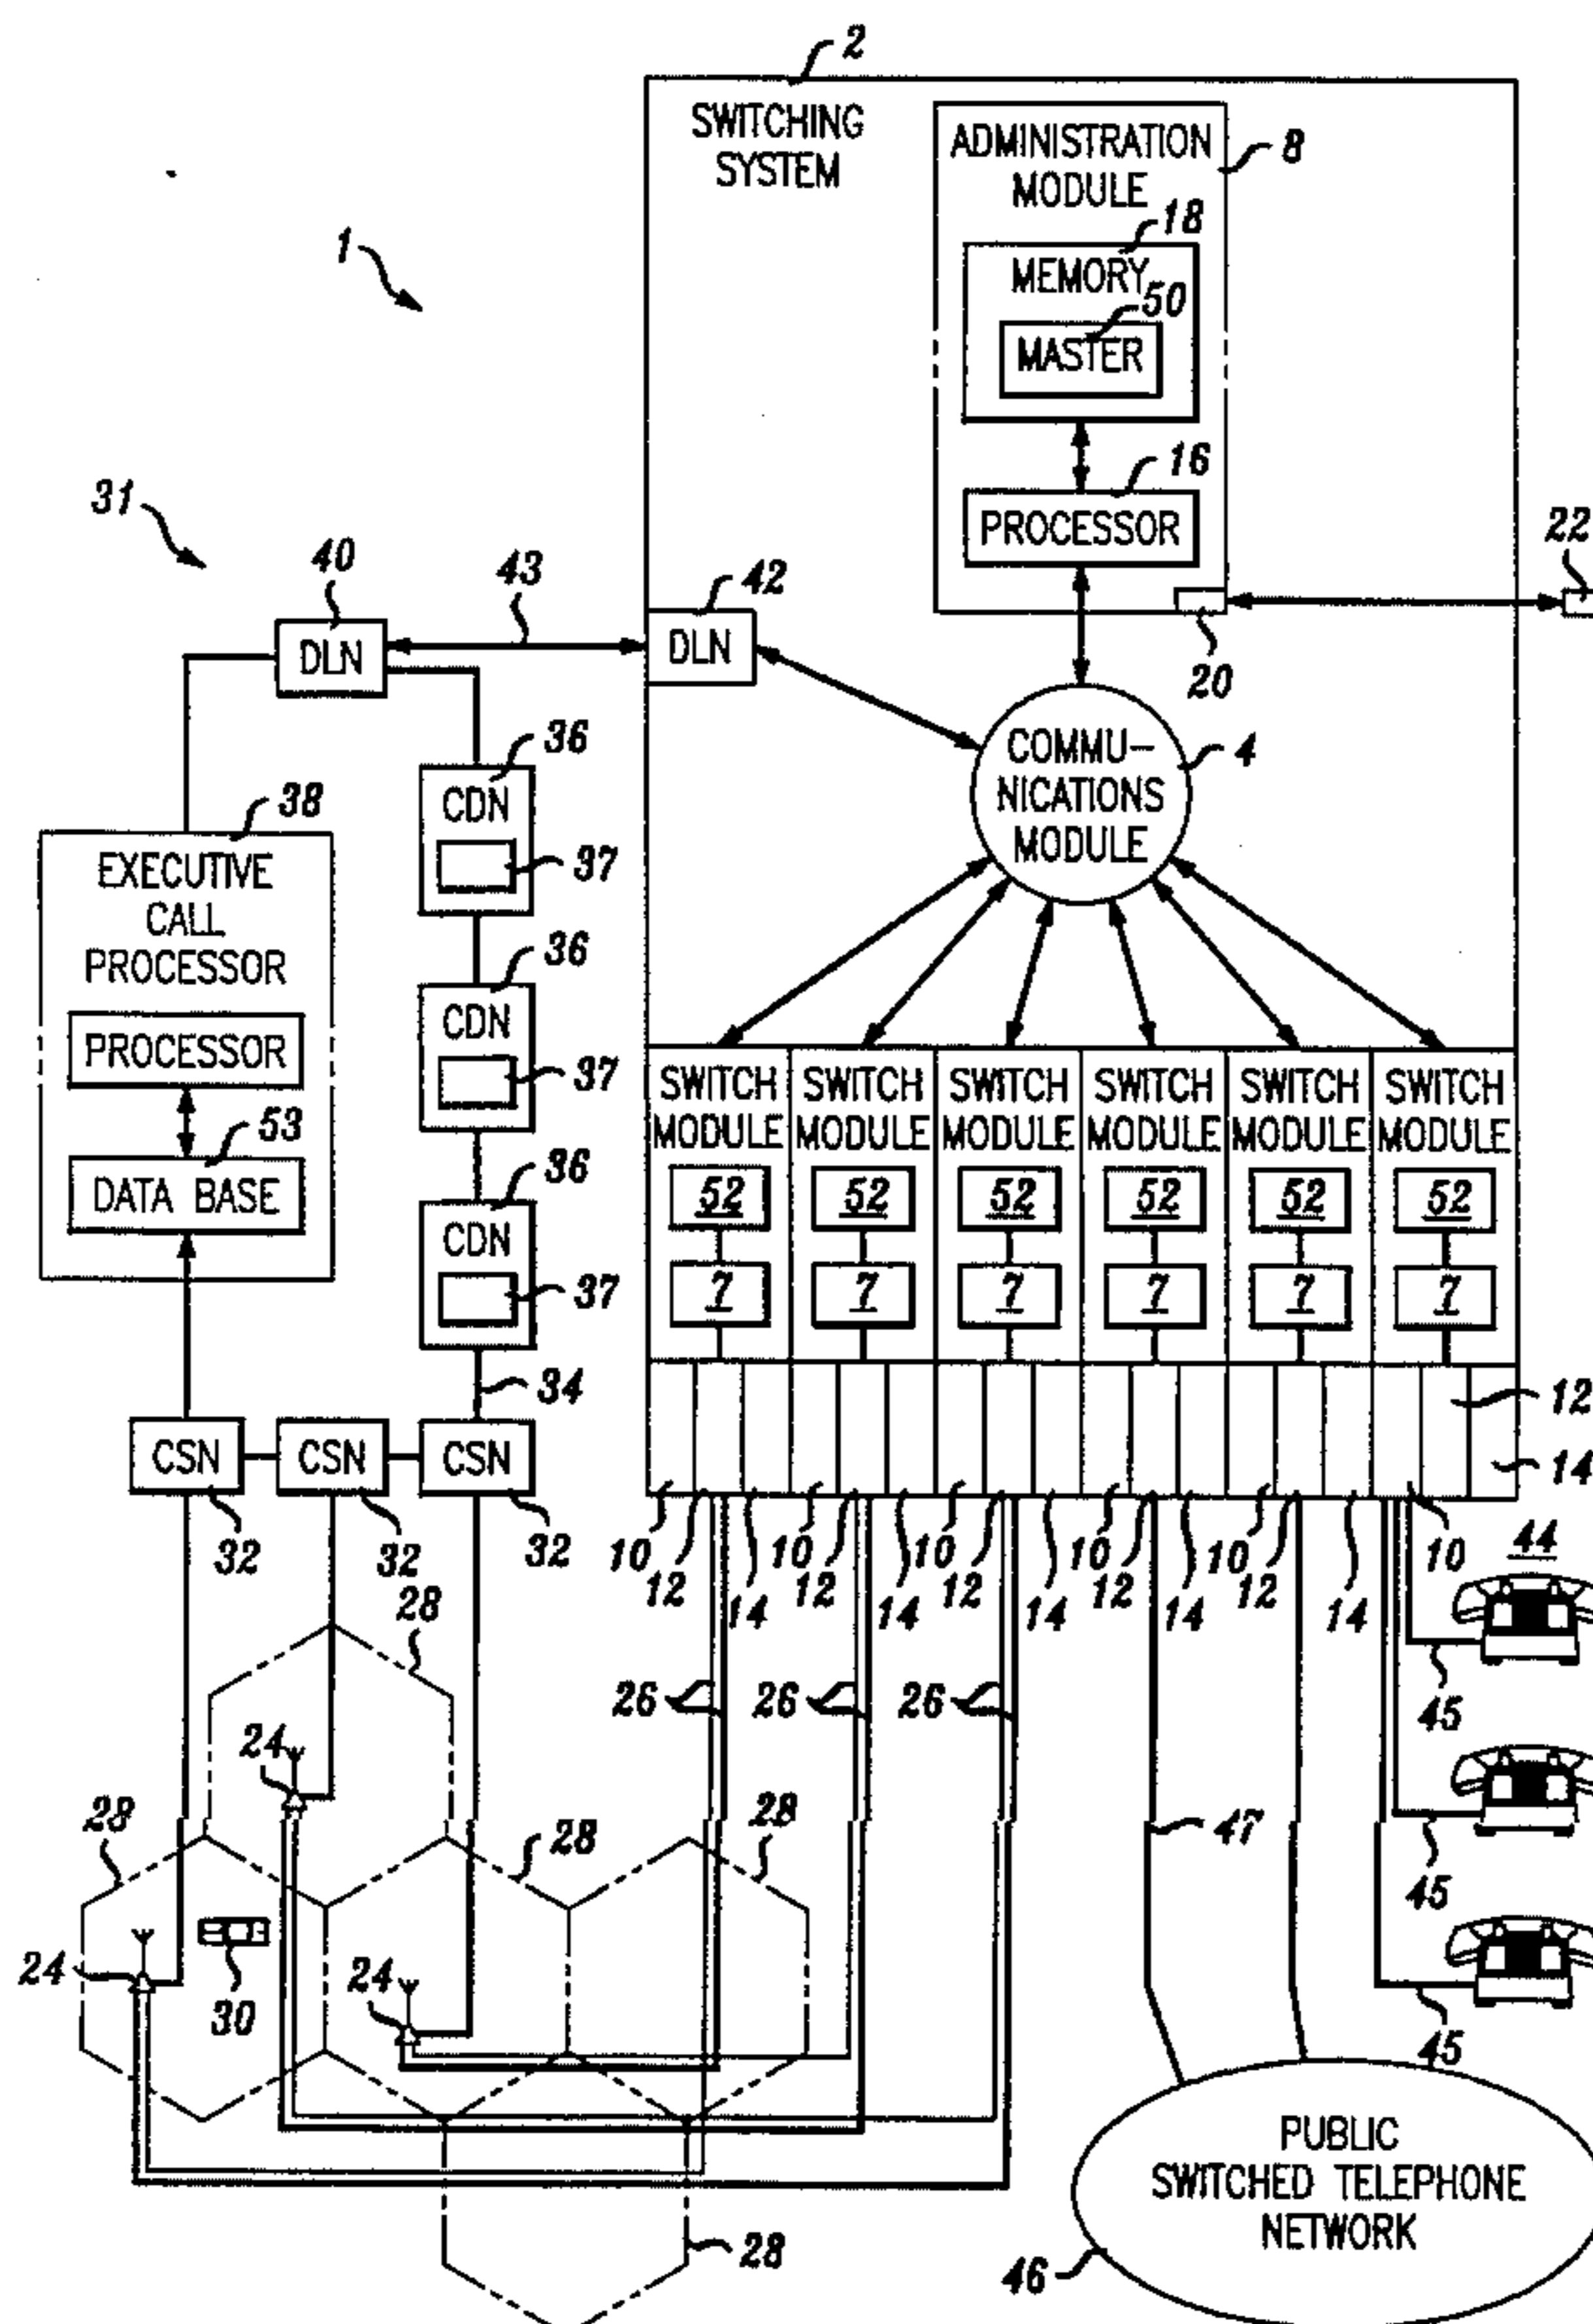 2
SWITCHING
SYSTEM
ADMINISTRATION
MODULE
8
18
MEMORY
50
MASTER
1
16
PROCESSOR
31
40
43
42
22
DLN
DLN
20
36
COMMU-
NICATIONS
MODULE
4
CDN
37
38
EXECUTIVE
CALL
PROCESSOR
36
CDN
37
PROCESSOR
53
DATA BASE
36
CDN
37
SWITCH
MODULE
SWITCH
MODULE
SWITCH
MODULE
SWITCH
MODULE
SWITCH
MODULE
SWITCH
MODULE
52 52 52 52 52 52
7 7 7 7 7 7
34
12
14
CSN CSN CSN
32 32 32
10 12 14 10 12 14 10 12 14 10 12 14 10 12 14 10
44
28
26 26 26
45
24
28 28 28
47
45
24 30 24
45
28
PUBLIC
SWITCHED TELEPHONE
NETWORK
46